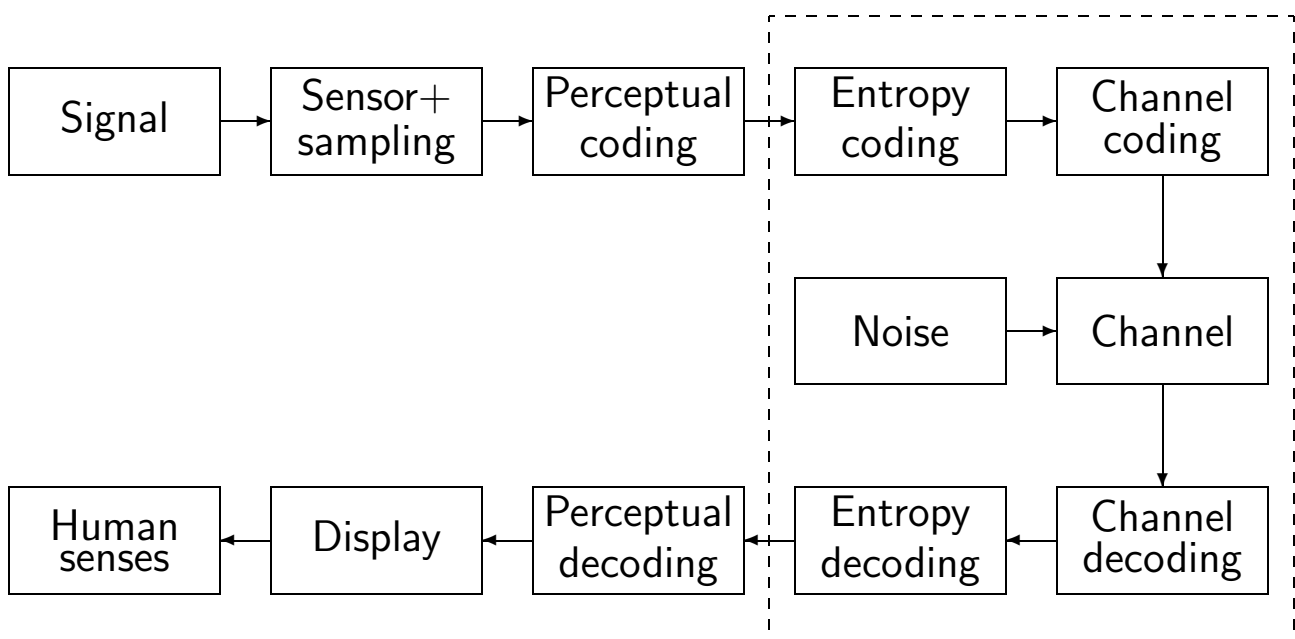 Signal
Sensor+
sampling
Perceptual
coding
Entropy
coding
Channel
coding
Noise
Channel
Human
senses
Display
Perceptual
decoding
Entropy
decoding
Channel
decoding